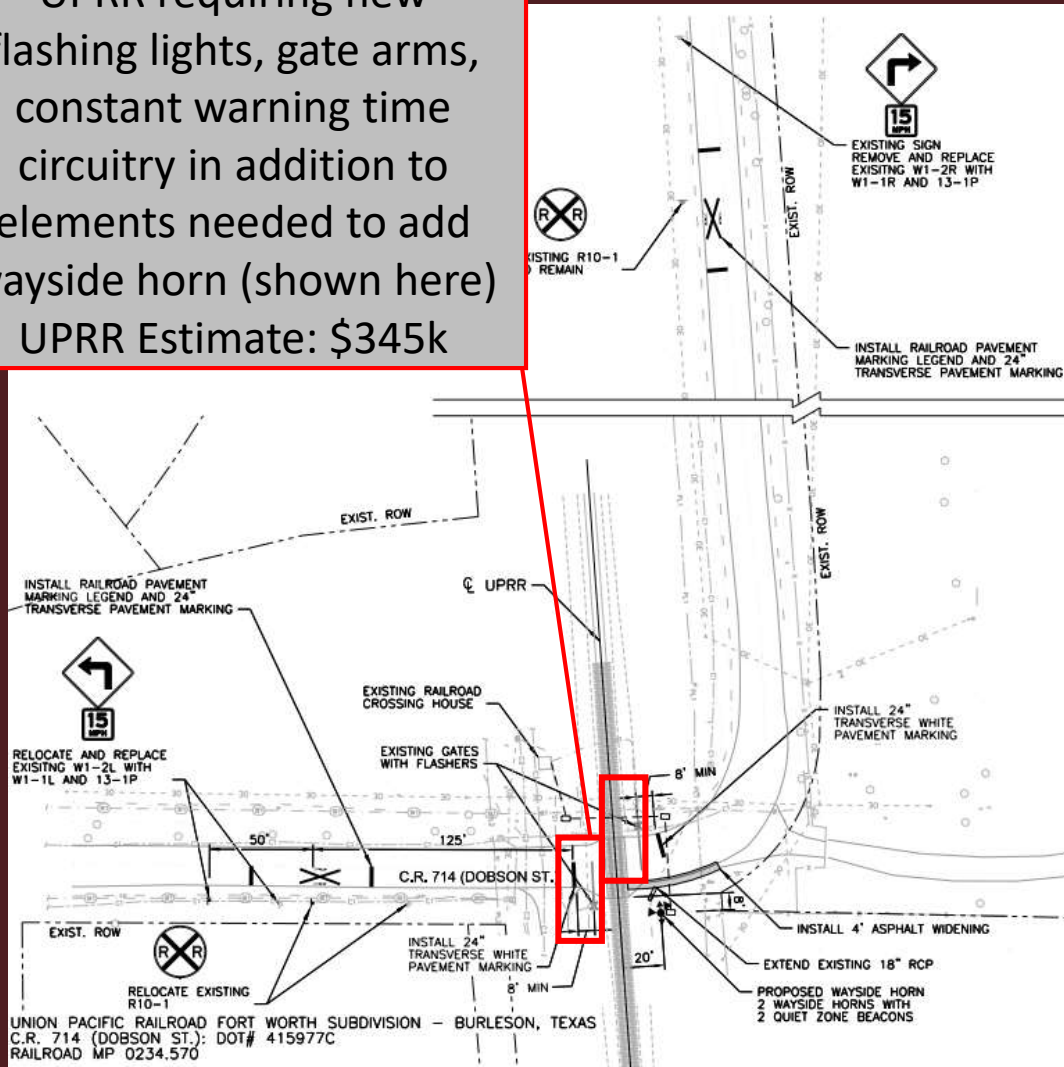 UPRR requiring new
flashing lights, gate arms,
constant warning time
circuitry in addition to
elements needed to add
wayside horn (shown here)
UPRR Estimate: $345k
15
MPH
EXISTING SIGN
REMOVE AND REPLACE
EXISITNG W1-2R WITH
W1-1R AND 13-1P
EXIST. ROW
R R
EXISTING R10-1
TO REMAIN
INSTALL RAILROAD PAVEMENT
MARKING LEGEND AND 24"
TRANSVERSE PAVEMENT MARKING
EXIST. ROW
EXIST. ROW
INSTALL RAILROAD PAVEMENT
MARKING LEGEND AND 24"
TRANSVERSE PAVEMENT MARKING
℄ UPRR
15
MPH
RELOCATE AND REPLACE
EXISITNG W1-2L WITH
W1-1L AND 13-1P
EXISTING RAILROAD
CROSSING HOUSE
EXISTING GATES
WITH FLASHERS
INSTALL 24"
TRANSVERSE WHITE
PAVEMENT MARKING
8' MIN
50'
125'
C.R. 714 (DOBSON ST.
8'
EXIST. ROW
R R
RELOCATE EXISTING
R10-1
INSTALL 24"
TRANSVERSE WHITE
PAVEMENT MARKING
8' MIN
20'
INSTALL 4' ASPHALT WIDENING
EXTEND EXISTING 18" RCP
PROPOSED WAYSIDE HORN
2 WAYSIDE HORNS WITH
2 QUIET ZONE BEACONS
UNION PACIFIC RAILROAD FORT WORTH SUBDIVISION – BURLESON, TEXAS
C.R. 714 (DOBSON ST.): DOT# 415977C
RAILROAD MP 0234.570